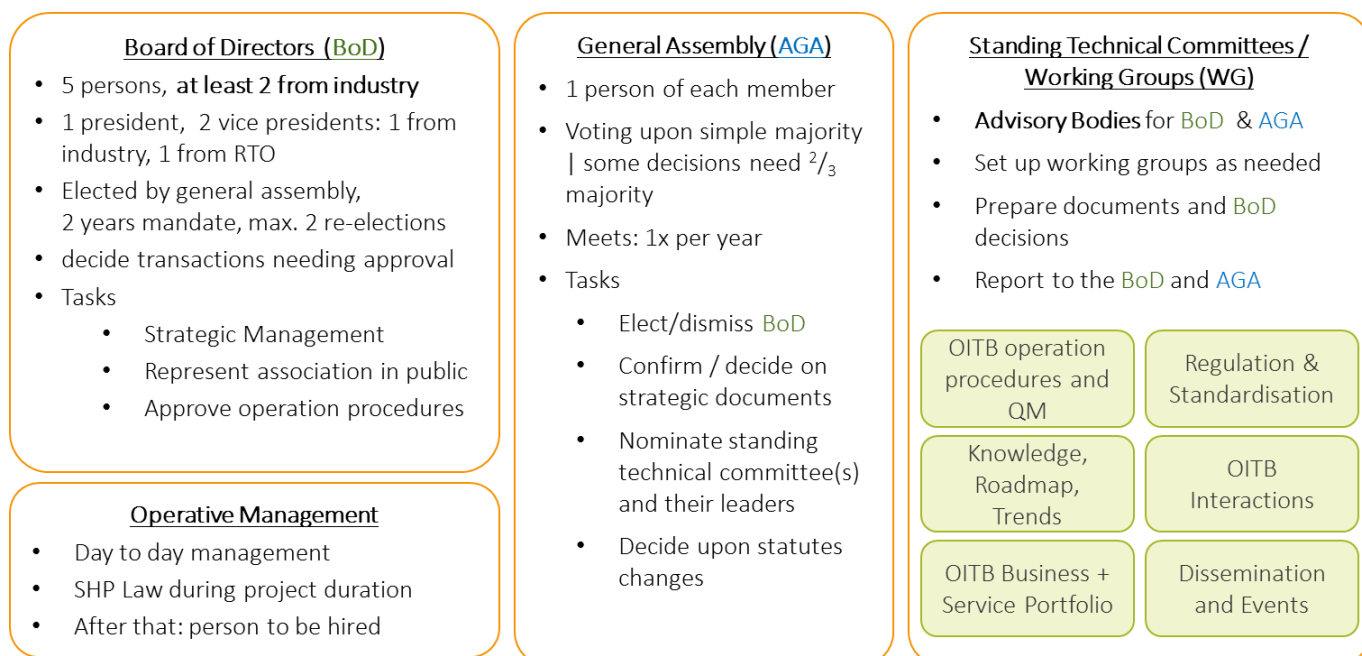 Board of Directors (BoD)
• 5 persons, at least 2 from industry
• 1 president, 2 vice presidents: 1 from
industry, 1 from RTO
• Elected by general assembly,
2 years mandate, max. 2 re-elections
• decide transactions needing approval
• Tasks
• Strategic Management
• Represent association in public
• Approve operation procedures
Operative Management
• Day to day management
• SHP Law during project duration
• After that: person to be hired
General Assembly (AGA)
• 1 person of each member
• Voting upon simple majority
| some decisions need 2/3
majority
• Meets: 1x per year
• Tasks
• Elect/dismiss BoD
• Confirm / decide on
strategic documents
• Nominate standing
technical committee(s)
and their leaders
• Decide upon statutes
changes
Standing Technical Committees /
Working Groups (WG)
• Advisory Bodies for BoD & AGA
• Set up working groups as needed
• Prepare documents and BoD
decisions
• Report to the BoD and AGA
OITB operation
procedures and
QM
Regulation &
Standardisation
Knowledge,
Roadmap,
Trends
OITB
Interactions
OITB Business +
Service Portfolio
Dissemination
and Events